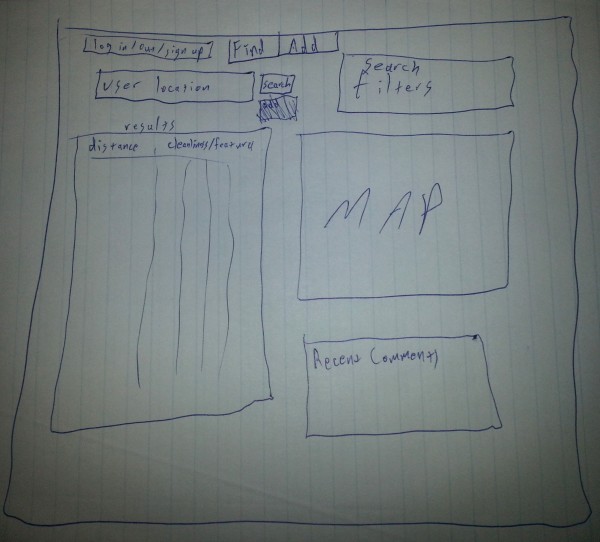 log in/out/sign up
Find
Add
Search
Filters
User location
search
add
results
distance
cleanliness/features
MAP
Recent Comments